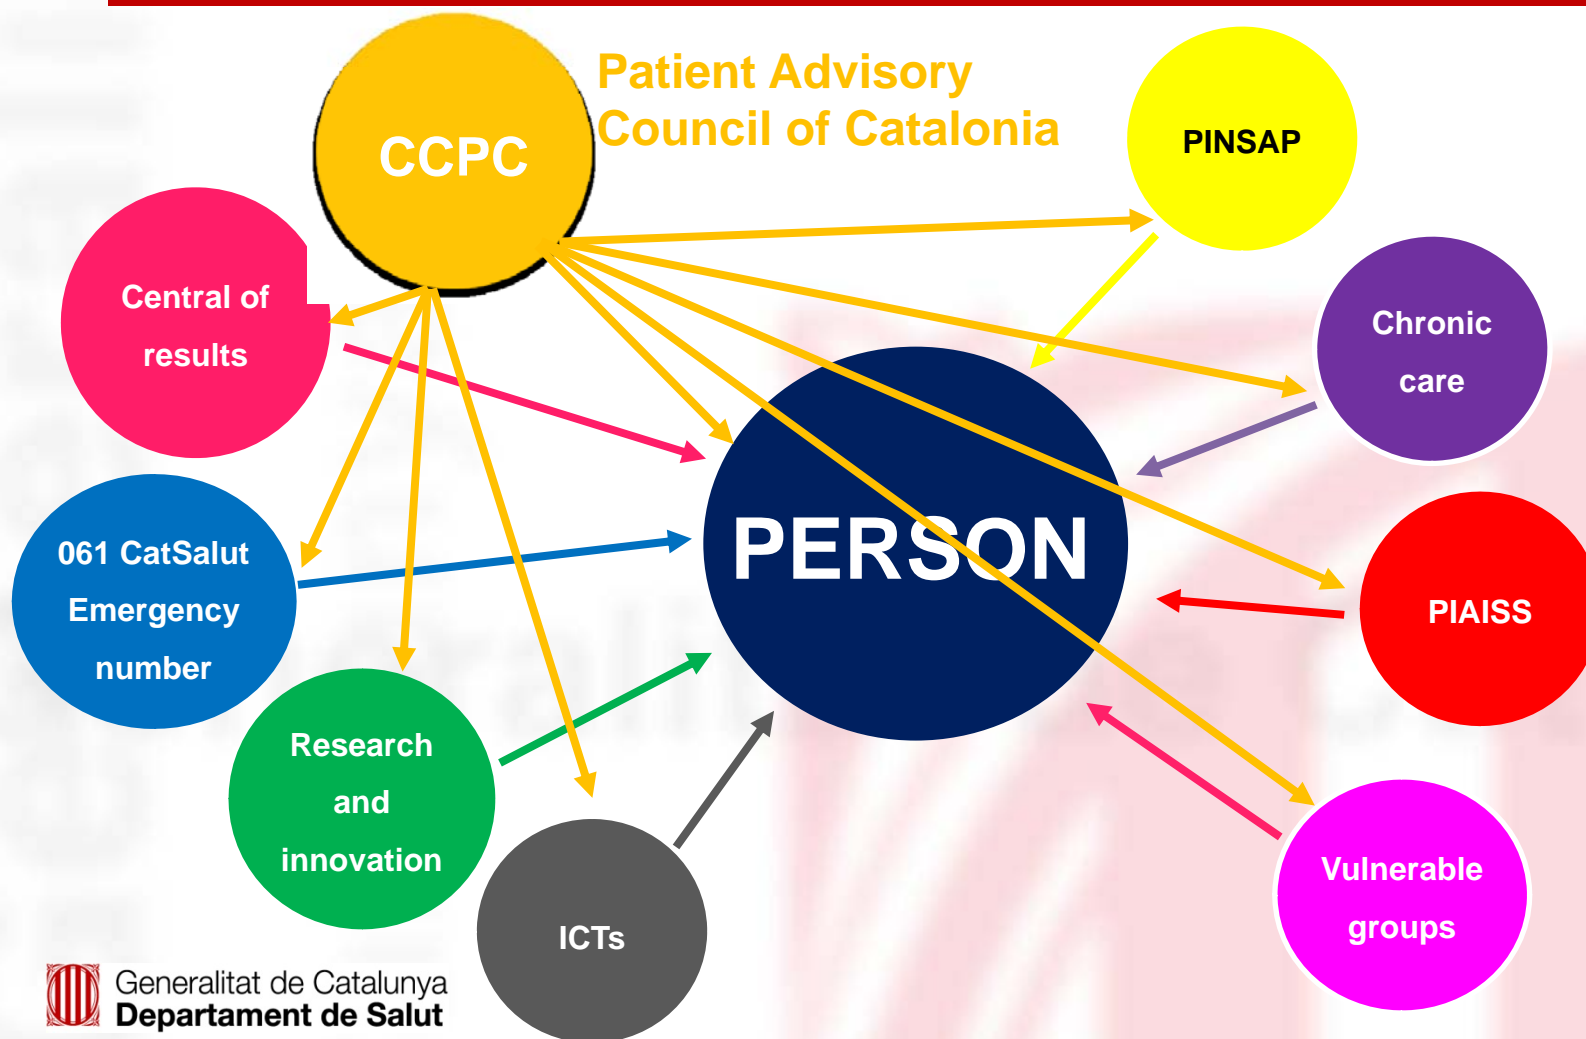 Patient Advisory
Council of Catalonia
CCPC
PINSAP
Central of
results
Chronic
care
061 CatSalut
Emergency
number
PERSON
PIAISS
Research
and
innovation
ICTs
Vulnerable
groups
Generalitat de Catalunya
Departament de Salut